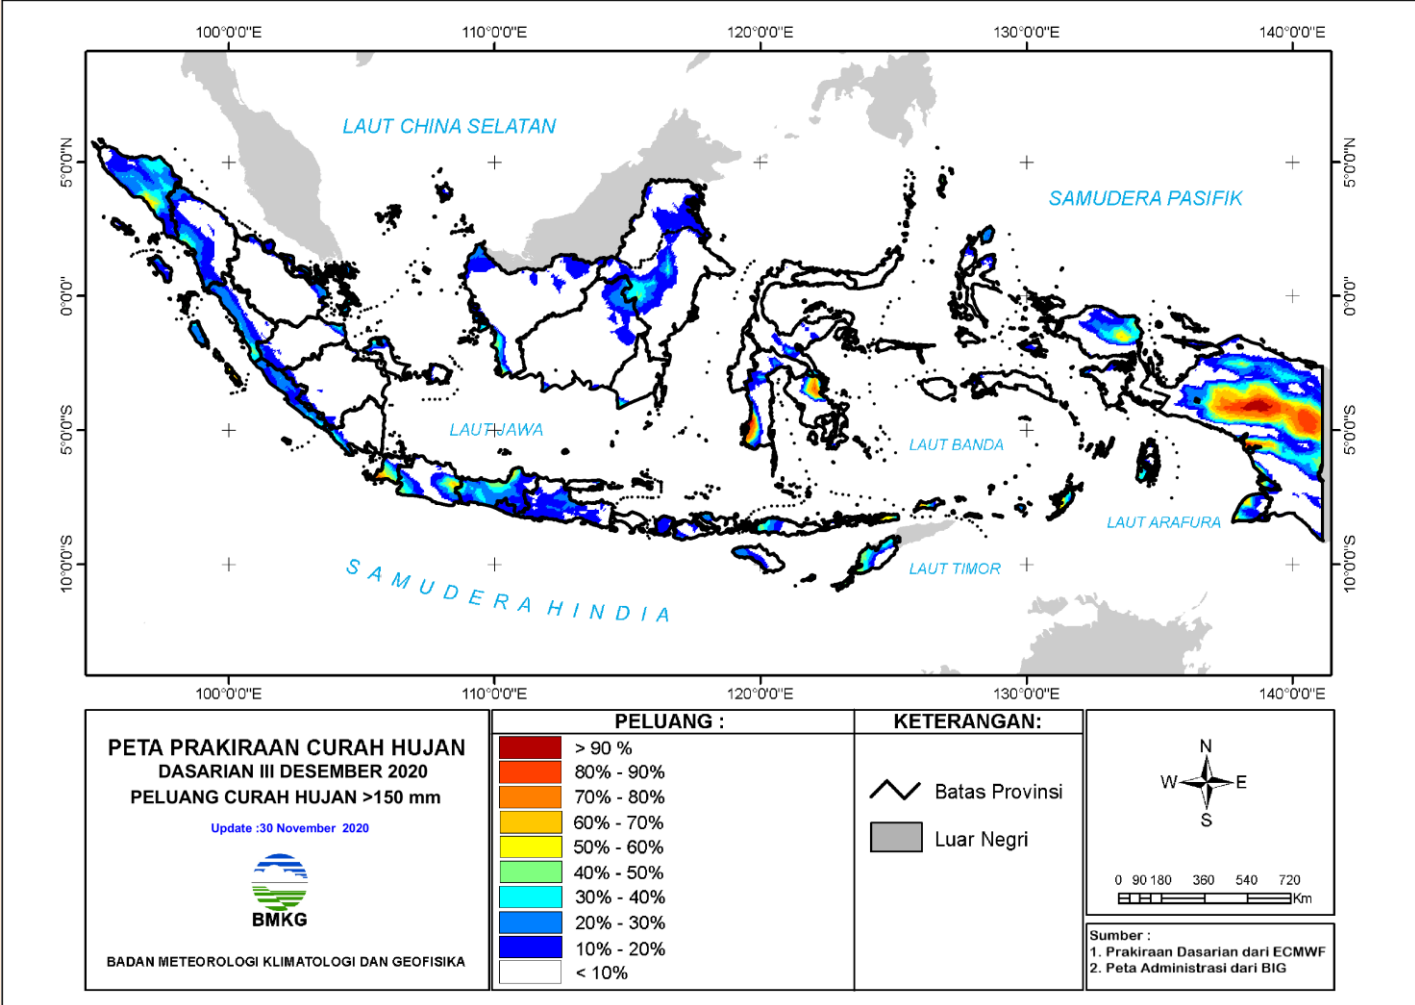 100°0'0"E 110°0'0"E 120°0'0"E 130°0'0"E 140°0'0"E
LAUT CHINA SELATAN
5°0'0"N
5°0'0"N
SAMUDERA PASIFIK
0°0'0"
0°0'0"
LAUT JAWA
5°0'0"S
5°0'0"S
LAUT BANDA
LAUT ARAFURA
10°0'0"S
10°0'0"S
LAUT TIMOR
SAMUDERA HINDIA
100°0'0"E 110°0'0"E 120°0'0"E 130°0'0"E 140°0'0"E
PETA PRAKIRAAN CURAH HUJAN
DASARIAN III DESEMBER 2020
PELUANG CURAH HUJAN >150 mm
Update :30 November 2020
BMKG
BADAN METEOROLOGI KLIMATOLOGI DAN GEOFISIKA
PELUANG :
> 90 %
80% - 90%
70% - 80%
60% - 70%
50% - 60%
40% - 50%
30% - 40%
20% - 30%
10% - 20%
< 10%
KETERANGAN:
Batas Provinsi
Luar Negri
N
W E
S
0 90 180 360 540 720
Km
Sumber :
1. Prakiraan Dasarian dari ECMWF
2. Peta Administrasi dari BIG